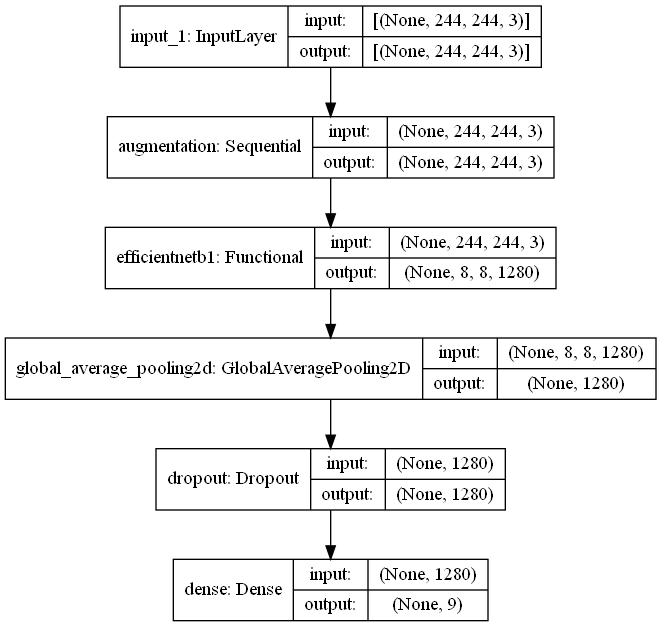 input_1: InputLayer
input: [(None, 244, 244, 3)]
output: [(None, 244, 244, 3)]
augmentation: Sequential
input: (None, 244, 244, 3)
output: (None, 244, 244, 3)
efficientnetb1: Functional
input: (None, 244, 244, 3)
output: (None, 8, 8, 1280)
global_average_pooling2d: GlobalAveragePooling2D
input: (None, 8, 8, 1280)
output: (None, 1280)
dropout: Dropout
input: (None, 1280)
output: (None, 1280)
dense: Dense
input: (None, 1280)
output: (None, 9)